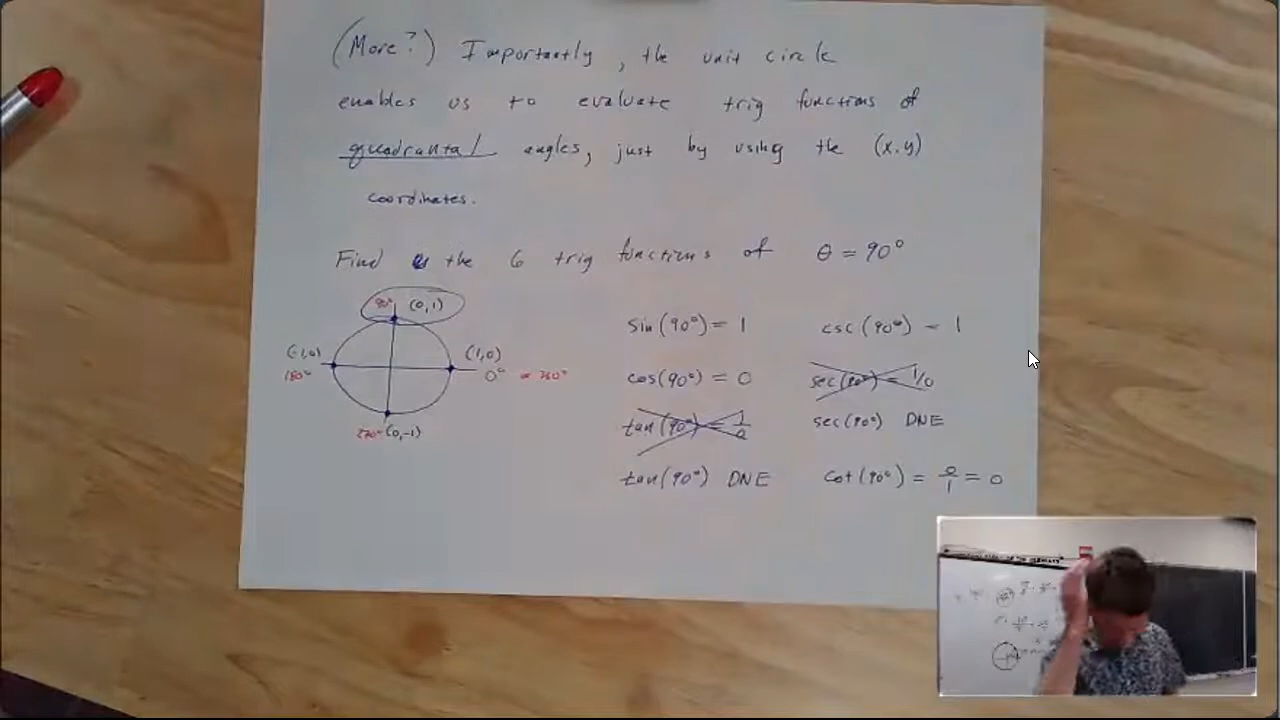 (More?) Importantly, the unit circle
enables us to evaluate trig functions of
quadrantal angles, just by using the (x,y)
coordinates.
Find the 6 trig functions of θ = 90°
90° (0,1)
(-1,0) (1,0)
180° 0° or 360°
270° (0,-1)
sin(90°) = 1 csc(90°) = 1
cos(90°) = 0 sec(90°) = 1/0
tan(90°) = 1/0 sec(90°) DNE
tan(90°) DNE cot(90°) = 0/1 = 0